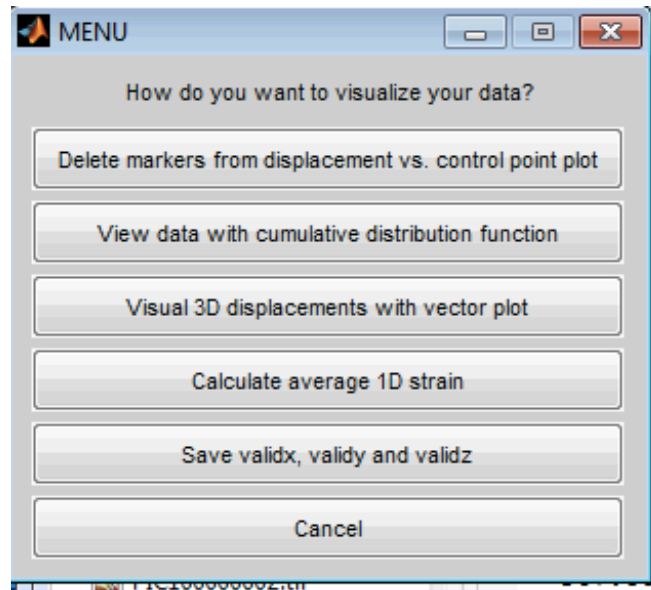 MENU
How do you want to visualize your data?
Delete markers from displacement vs. control point plot
View data with cumulative distribution function
Visual 3D displacements with vector plot
Calculate average 1D strain
Save validx, validy and validz
Cancel